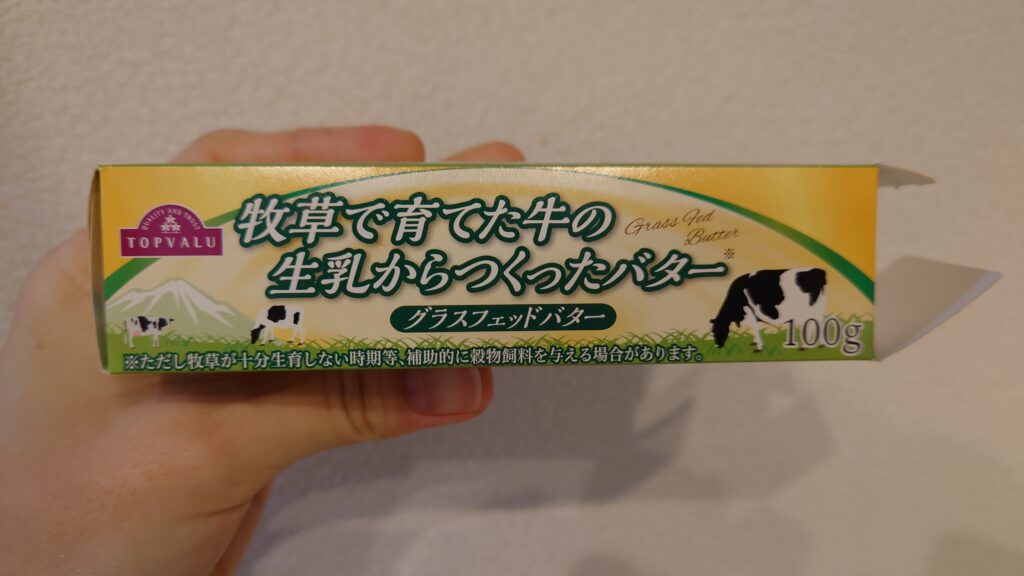 QUALITY AND TRUST
TOPVALU
牧草で育てた牛の
生乳からつくったバター※
Grass Fed
Butter
グラスフェッドバター
100g
※ただし牧草が十分生育しない時期等、補助的に穀物飼料を与える場合があります。